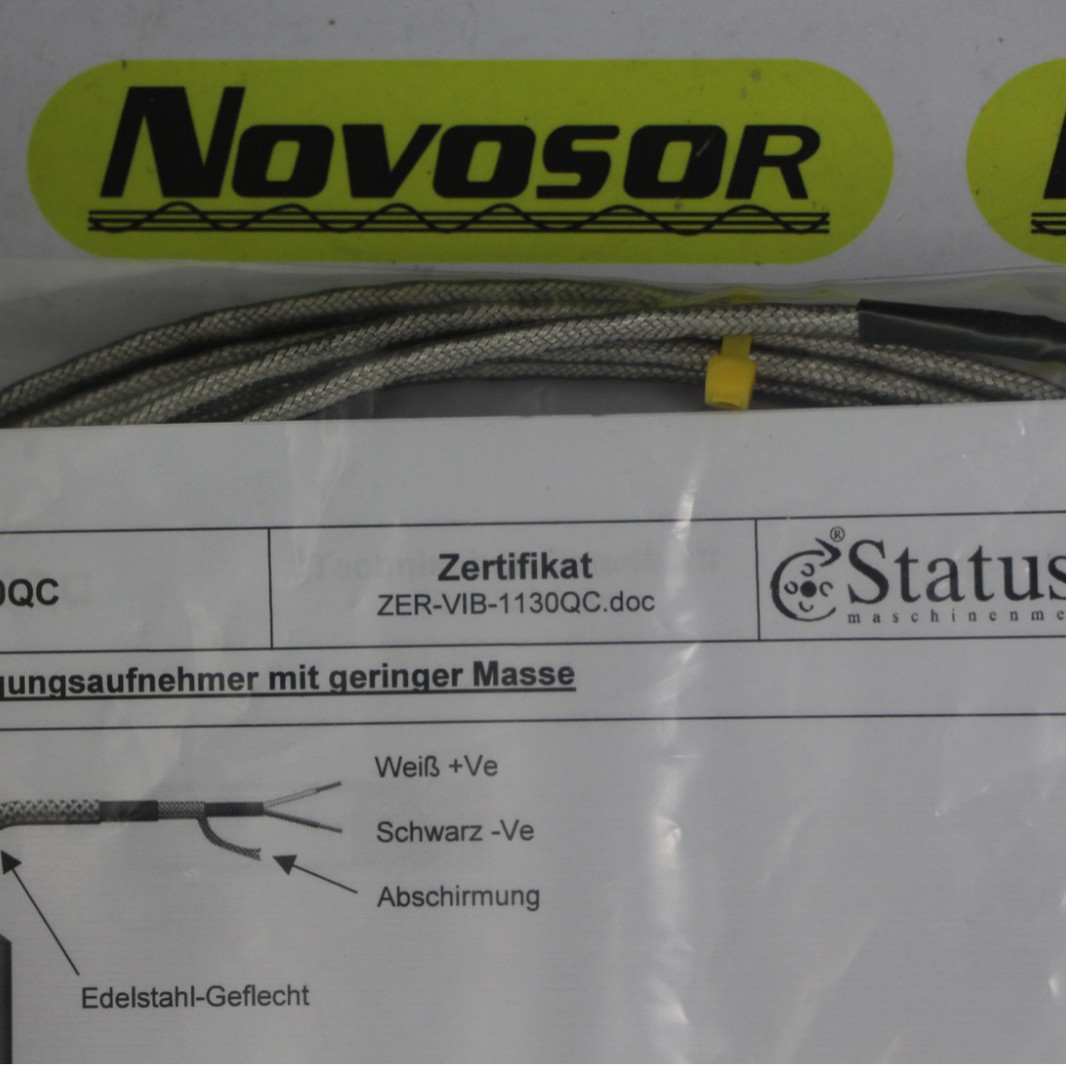 NOVOSOR
0QC
Zertifikat
ZER-VIB-1130QC.doc
®
Status
maschinenme
gungsaufnehmer mit geringer Masse
Weiß +Ve
Schwarz -Ve
Abschirmung
Edelstahl-Geflecht